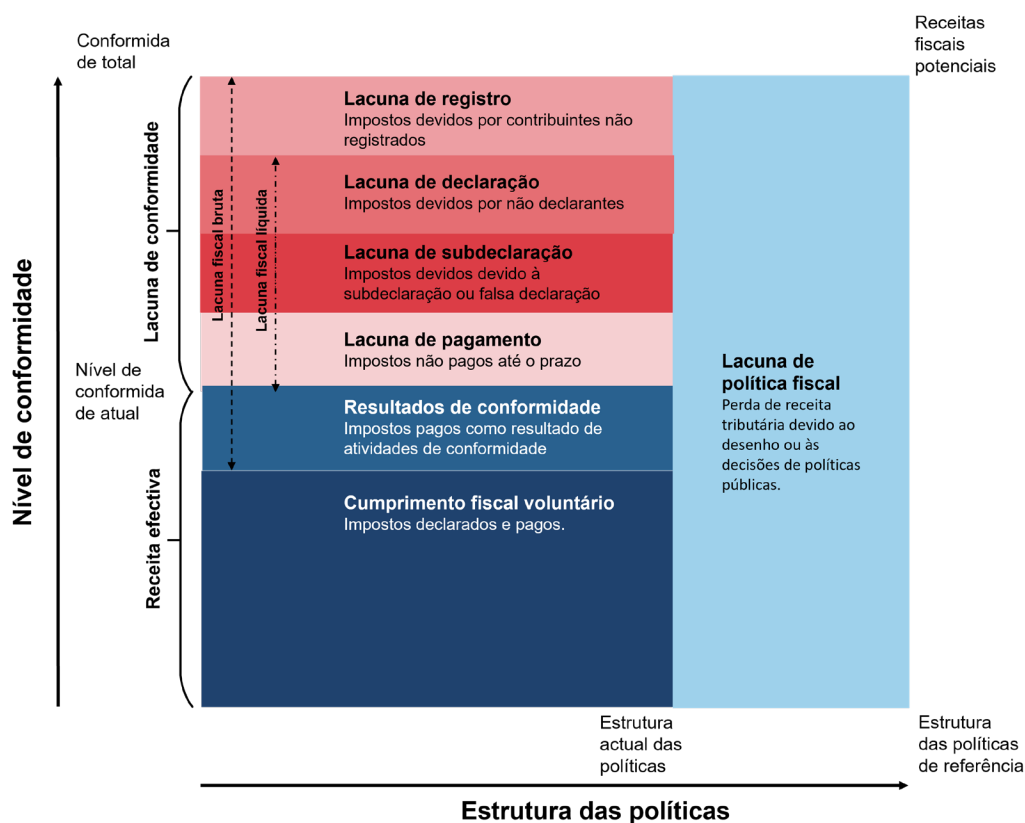 Conformida
de total
Receitas
fiscais
potenciais
Nível de conformidade
Lacuna de conformidade
Lacuna fiscal bruta
Lacuna fiscal líquida
Lacuna de registro
Impostos devidos por contribuintes não
registrados
Lacuna de declaração
Impostos devidos por não declarantes
Lacuna de subdeclaração
Impostos devidos devido à
subdeclaração ou falsa declaração
Lacuna de pagamento
Impostos não pagos até o prazo
Nível de
conformida
de atual
Resultados de conformidade
Impostos pagos como resultado de
atividades de conformidade
Receita efectiva
Cumprimento fiscal voluntário
Impostos declarados e pagos.
Lacuna de
política fiscal
Perda de receita
tributária devido ao
desenho ou às
decisões de políticas
públicas.
Estrutura
actual das
políticas
Estrutura
das políticas
de referência
Estrutura das políticas